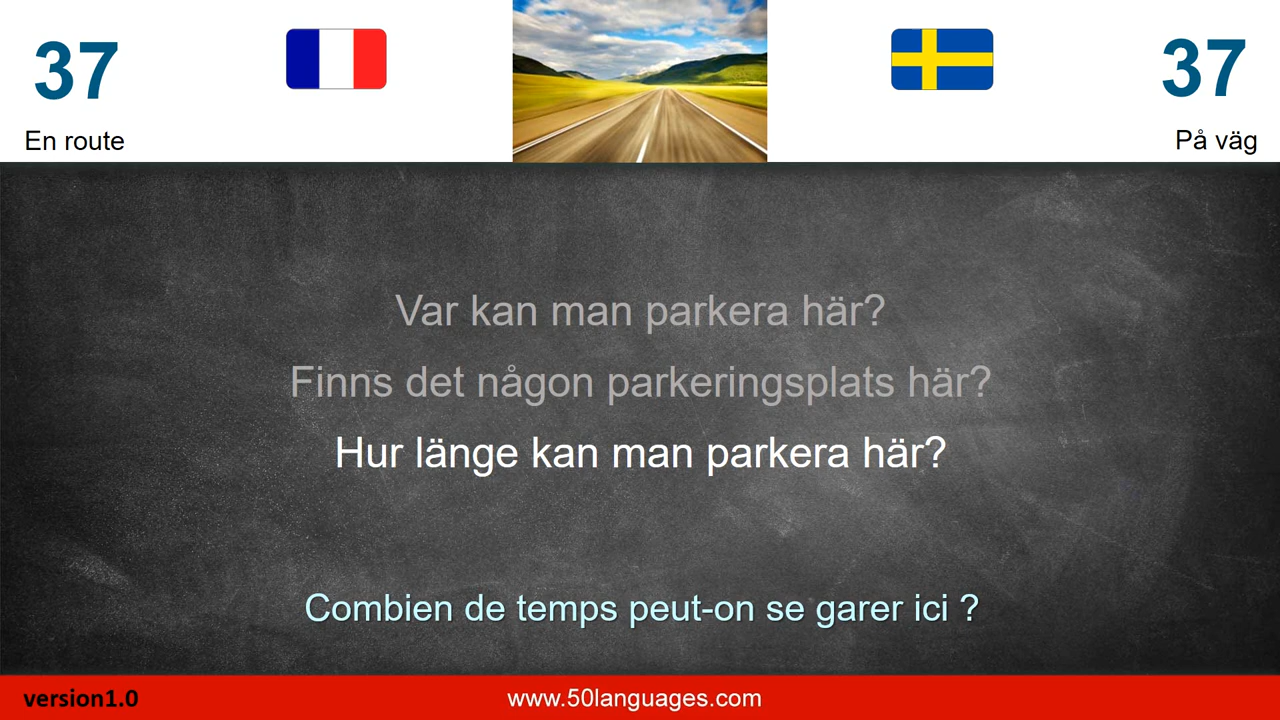 37
37
En route
På väg
Var kan man parkera här?
Finns det någon parkeringsplats här?
Hur länge kan man parkera här?
Combien de temps peut-on se garer ici ?
version1.0
www.50languages.com